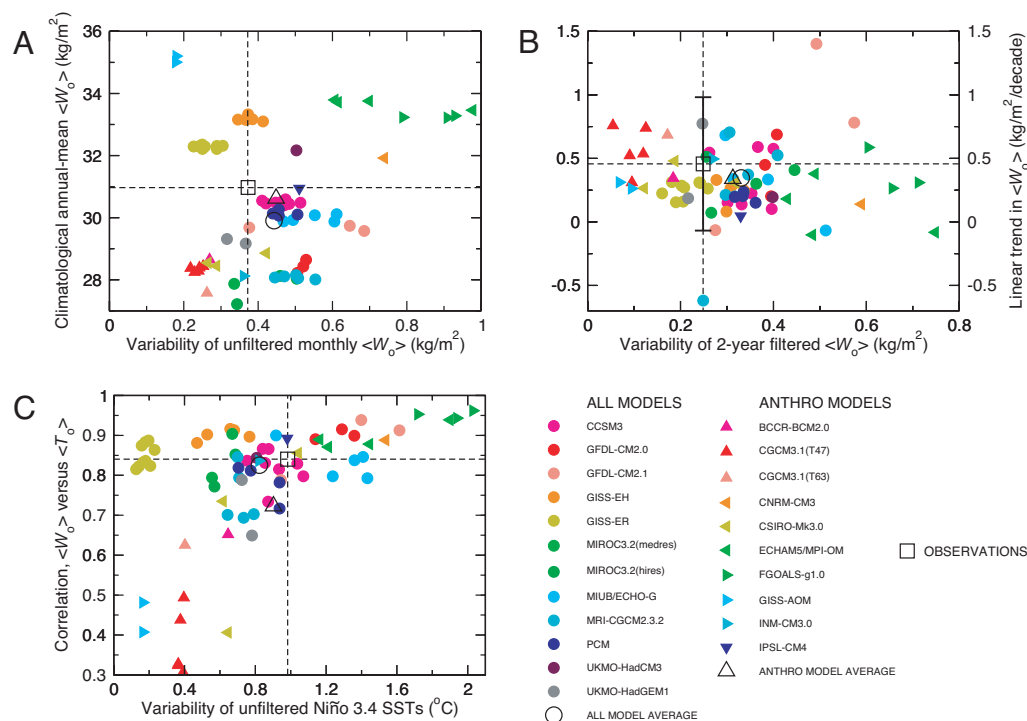 A
Climatological annual-mean <Wo> (kg/m2)
36
34
32
30
28
0
0.2
0.4
0.6
0.8
1
Variability of unfiltered monthly <Wo> (kg/m2)
B
1.5
1
0.5
0
0.5
0
0.2
0.4
0.6
0.8
Variability of 2-year filtered <Wo> (kg/m2)
1.5
1
0.5
0
0.5
Linear trend in <Wo> (kg/m2/decade)
C
Correlation, <Wo> versus <To>
1
0.9
0.8
0.7
0.6
0.5
0.4
0.3
0
0.4
0.8
1.2
1.6
2
Variability of unfiltered Niño 3.4 SSTs (oC)
ALL MODELS
CCSM3
GFDL-CM2.0
GFDL-CM2.1
GISS-EH
GISS-ER
MIROC3.2(medres)
MIROC3.2(hires)
MIUB/ECHO-G
MRI-CGCM2.3.2
PCM
UKMO-HadCM3
UKMO-HadGEM1
ALL MODEL AVERAGE
ANTHRO MODELS
BCCR-BCM2.0
CGCM3.1(T47)
CGCM3.1(T63)
CNRM-CM3
CSIRO-Mk3.0
ECHAM5/MPI-OM
FGOALS-g1.0
GISS-AOM
INM-CM3.0
IPSL-CM4
ANTHRO MODEL AVERAGE
OBSERVATIONS